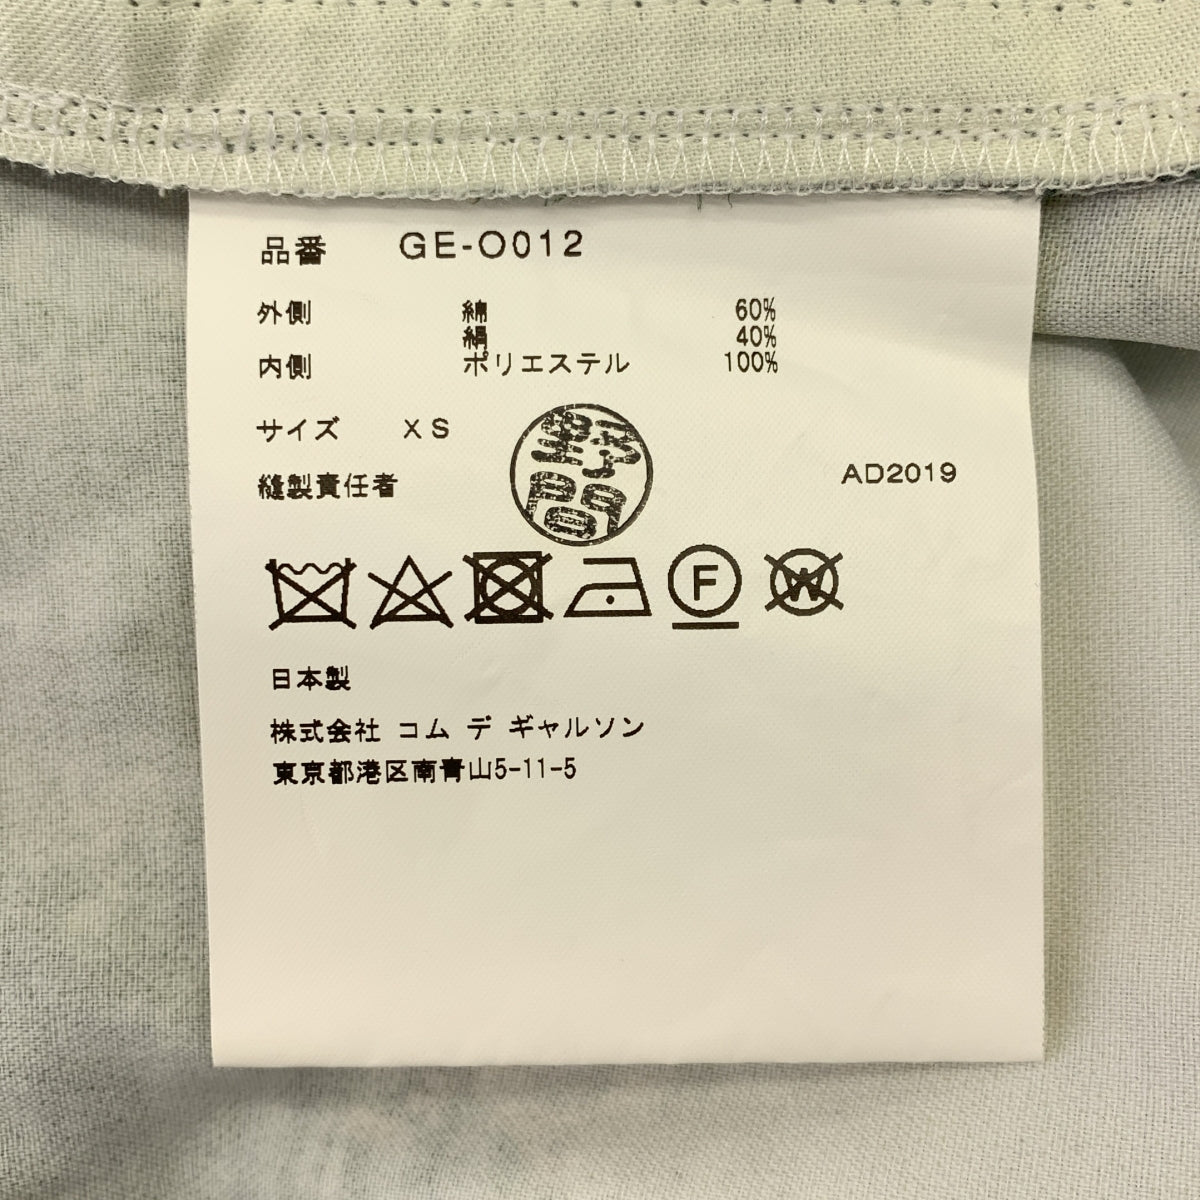 品番 GE-O012
外側 綿 60%
絹 40%
内側 ポリエステル 100%
サイズ XS
野間
縫製責任者
AD2019
F
W
日本製
株式会社 コム デ ギャルソン
東京都港区南青山5-11-5